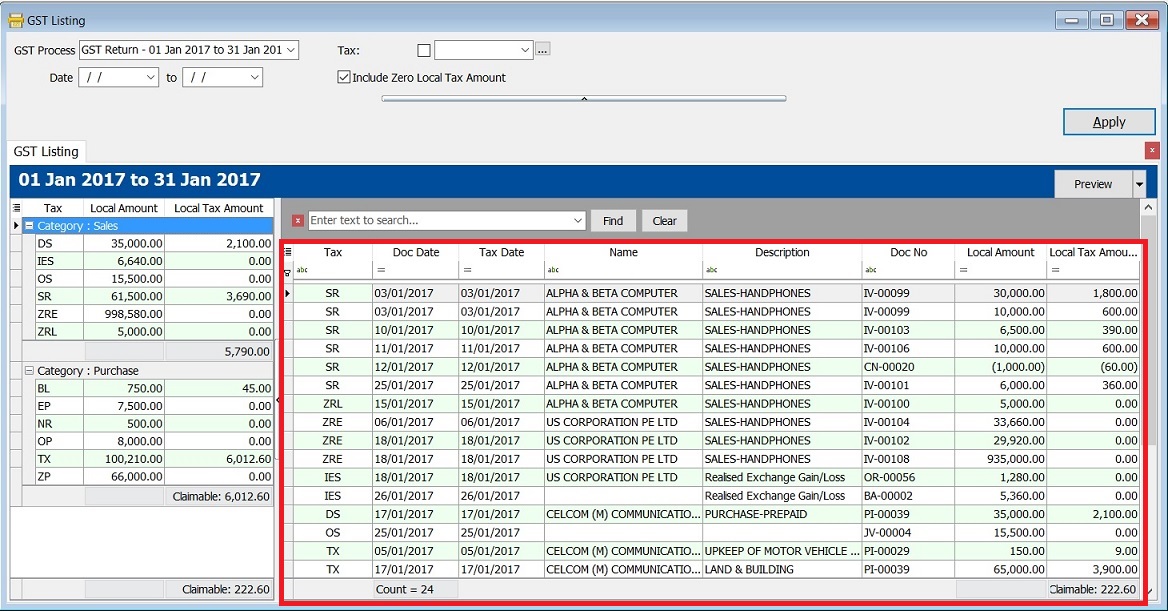 GST Listing
GST Process GST Return - 01 Jan 2017 to 31 Jan 201 Tax: ...
Date / / to / / Include Zero Local Tax Amount
Apply
GST Listing
01 Jan 2017 to 31 Jan 2017 Preview
Enter text to search... Find Clear
Tax Local Amount Local Tax Amount
Category : Sales
DS 35,000.00 2,100.00
IES 6,640.00 0.00
OS 15,500.00 0.00
SR 61,500.00 3,690.00
ZRE 998,580.00 0.00
ZRL 5,000.00 0.00
5,790.00
Category : Purchase
BL 750.00 45.00
EP 7,500.00 0.00
NR 500.00 0.00
OP 8,000.00 0.00
TX 100,210.00 6,012.60
ZP 66,000.00 0.00
Claimable: 6,012.60
Claimable: 222.60
Tax Doc Date Tax Date Name Description Doc No Local Amount Local Tax Amou...
abc = = abc abc abc = =
SR 03/01/2017 03/01/2017 ALPHA & BETA COMPUTER SALES-HANDPHONES IV-00099 30,000.00 1,800.00
SR 03/01/2017 03/01/2017 ALPHA & BETA COMPUTER SALES-HANDPHONES IV-00099 10,000.00 600.00
SR 10/01/2017 10/01/2017 ALPHA & BETA COMPUTER SALES-HANDPHONES IV-00103 6,500.00 390.00
SR 11/01/2017 11/01/2017 ALPHA & BETA COMPUTER SALES-HANDPHONES IV-00106 10,000.00 600.00
SR 12/01/2017 12/01/2017 ALPHA & BETA COMPUTER SALES-HANDPHONES CN-00020 (1,000.00) (60.00)
SR 25/01/2017 25/01/2017 ALPHA & BETA COMPUTER SALES-HANDPHONES IV-00101 6,000.00 360.00
ZRL 15/01/2017 15/01/2017 ALPHA & BETA COMPUTER SALES-HANDPHONES IV-00100 5,000.00 0.00
ZRE 06/01/2017 06/01/2017 US CORPORATION PE LTD SALES-HANDPHONES IV-00104 33,660.00 0.00
ZRE 18/01/2017 18/01/2017 US CORPORATION PE LTD SALES-HANDPHONES IV-00102 29,920.00 0.00
ZRE 18/01/2017 18/01/2017 US CORPORATION PE LTD SALES-HANDPHONES IV-00108 935,000.00 0.00
IES 18/01/2017 18/01/2017 US CORPORATION PE LTD Realised Exchange Gain/Loss OR-00056 1,280.00 0.00
IES 26/01/2017 26/01/2017 Realised Exchange Gain/Loss BA-00002 5,360.00 0.00
DS 17/01/2017 17/01/2017 CELCOM (M) COMMUNICATIO... PURCHASE-PREPAID PI-00039 35,000.00 2,100.00
OS 25/01/2017 25/01/2017 JV-00004 15,500.00 0.00
TX 05/01/2017 05/01/2017 CELCOM (M) COMMUNICATIO... UPKEEP OF MOTOR VEHICLE ... PI-00029 150.00 9.00
TX 17/01/2017 17/01/2017 CELCOM (M) COMMUNICATIO... LAND & BUILDING PI-00039 65,000.00 3,900.00
Count = 24 Claimable: 222.60